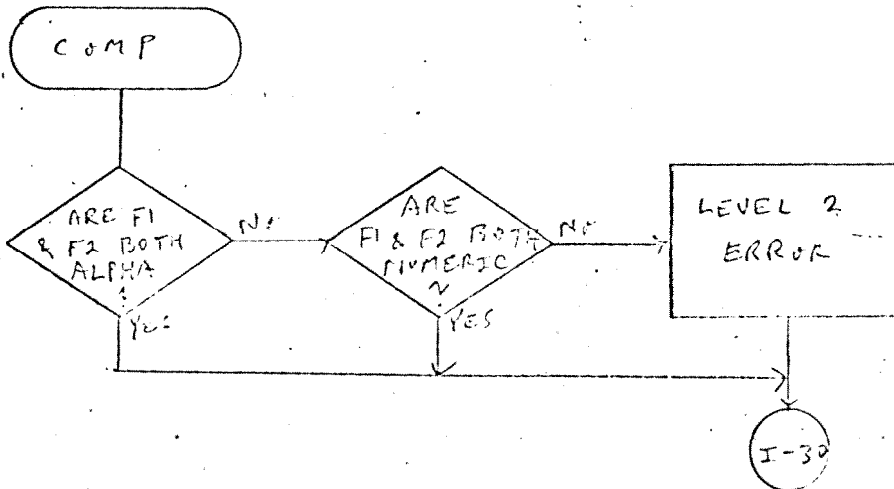 COMP
ARE F1
& F2 BOTH
ALPHA
?
NO
YES
ARE
F1 & F2 BOTH
NUMERIC
?
NO
YES
LEVEL 2
ERROR
I-30